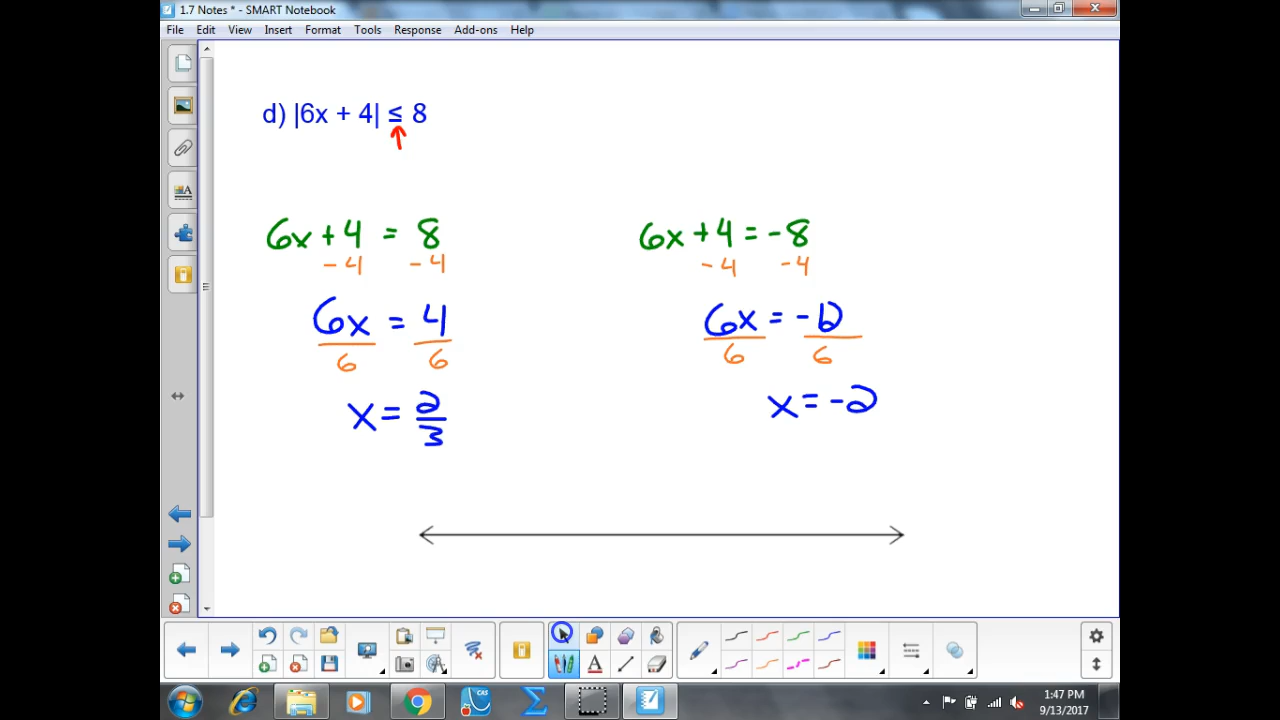 1.7 Notes * - SMART Notebook
File Edit View Insert Format Tools Response Add-ons Help
d) |6x + 4| ≤ 8
6x + 4 = 8
- 4 - 4
6x = 4
6 6
x = 2/3
6x + 4 = -8
- 4 - 4
6x = -12
6 6
x = -2
CAS
1:47 PM
9/13/2017